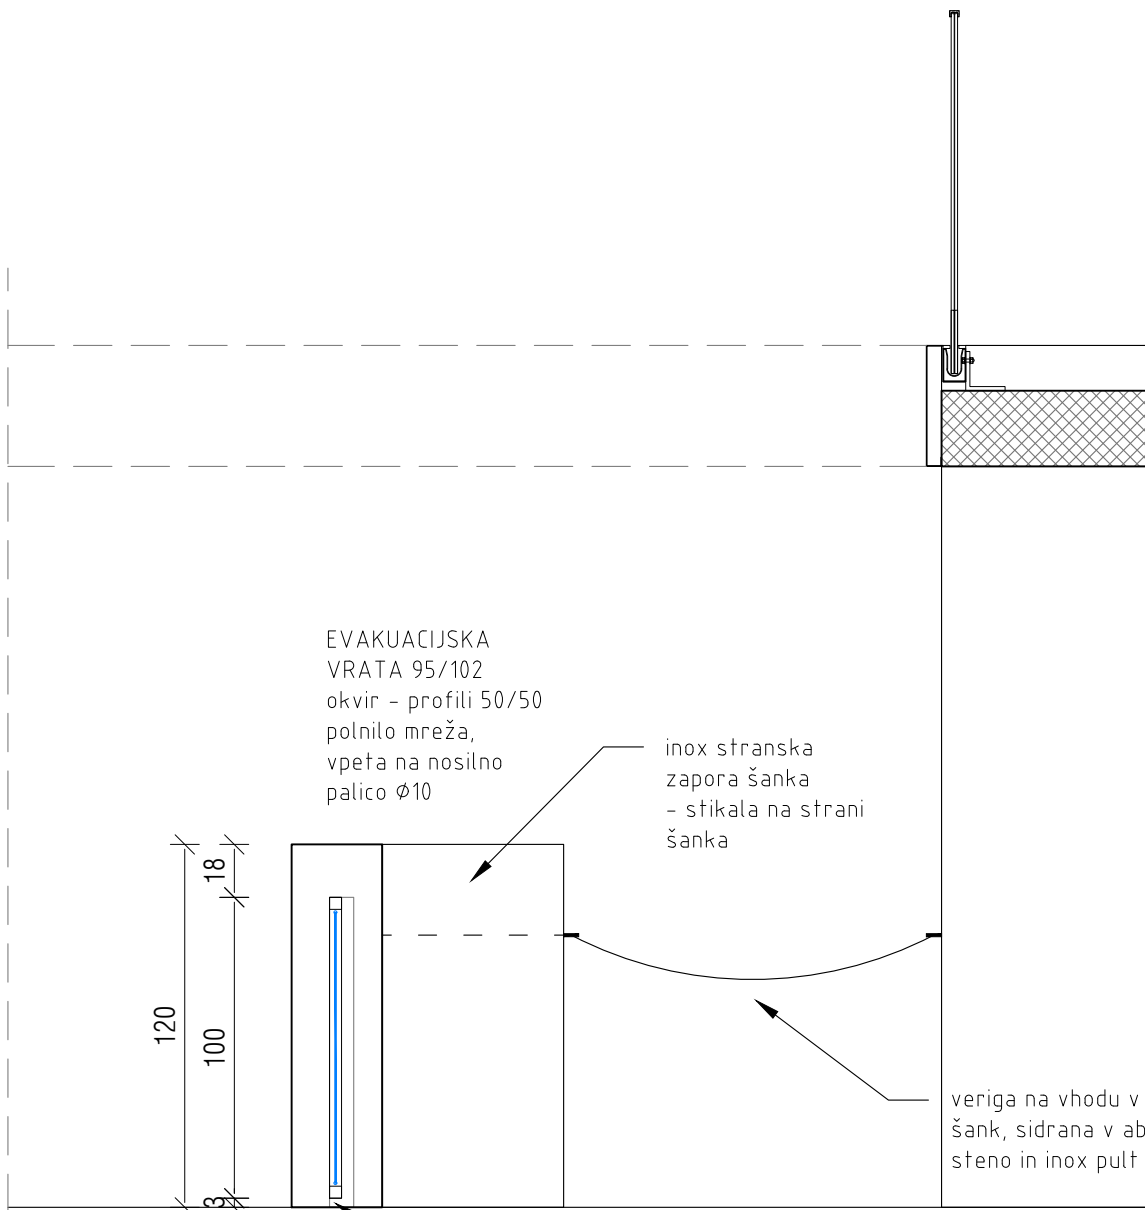 EVAKUACIJSKA
VRATA 95/102
okvir - profili 50/50
polnilo mreža,
vpeta na nosilno
palico Ø10
inox stranska
zapora šanka
- stikala na strani
šanka
18
120
100
3
veriga na vhodu v
šank, sidrana v ab
steno in inox pult